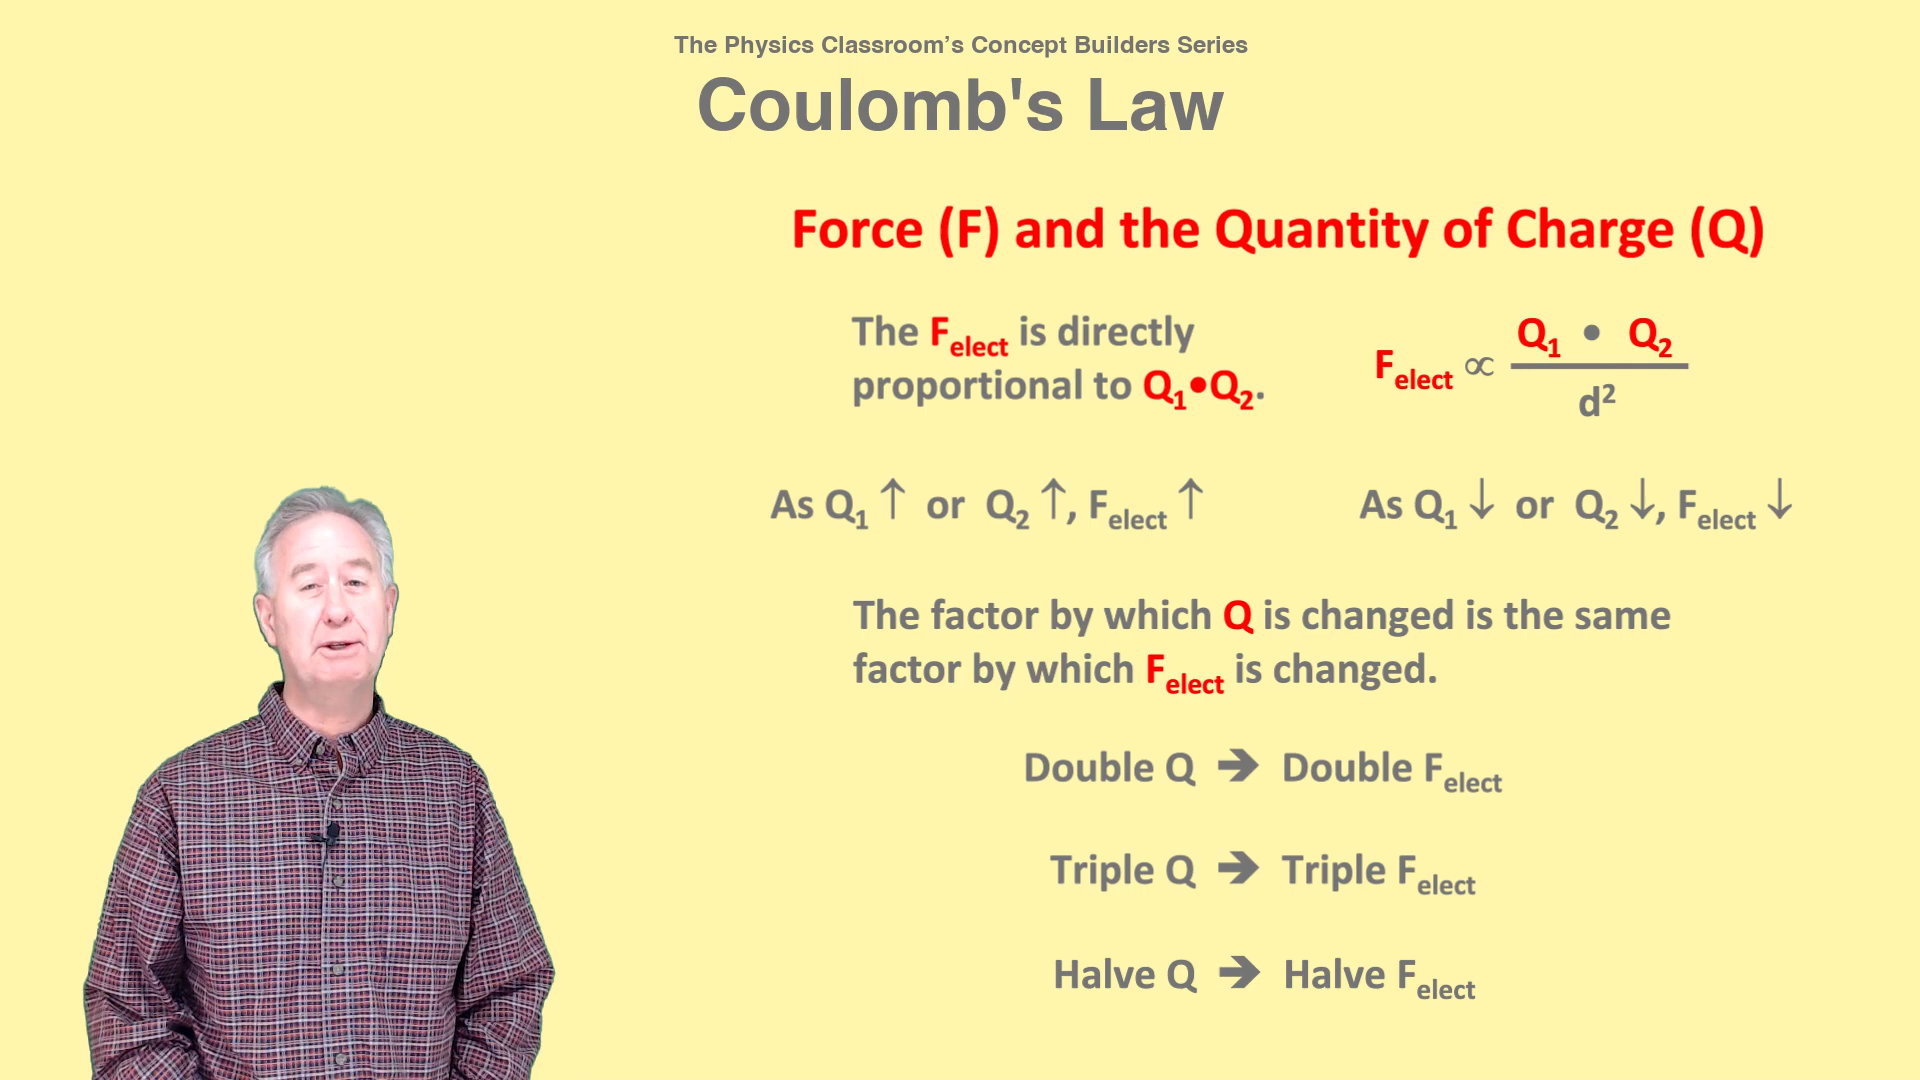 The Physics Classroom’s Concept Builders Series
Coulomb's Law
Force (F) and the Quantity of Charge (Q)
The Felect is directly
proportional to Q1•Q2.
Felect ∝ Q1 • Q2
d²
As Q1 ↑ or Q2 ↑, Felect ↑
As Q1 ↓ or Q2 ↓, Felect ↓
The factor by which Q is changed is the same
factor by which Felect is changed.
Double Q ➔ Double Felect
Triple Q ➔ Triple Felect
Halve Q ➔ Halve Felect